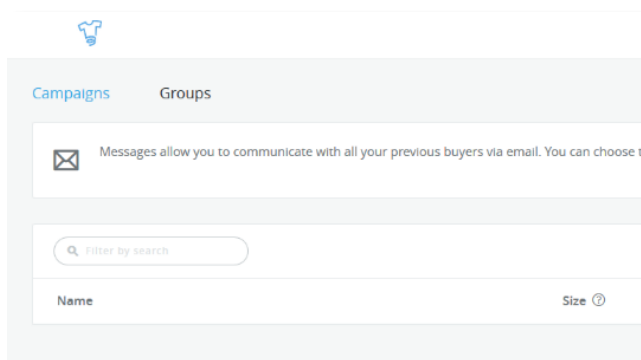 Campaigns Groups
Messages allow you to communicate with all your previous buyers via email. You can choose
Filter by search
Name Size ?